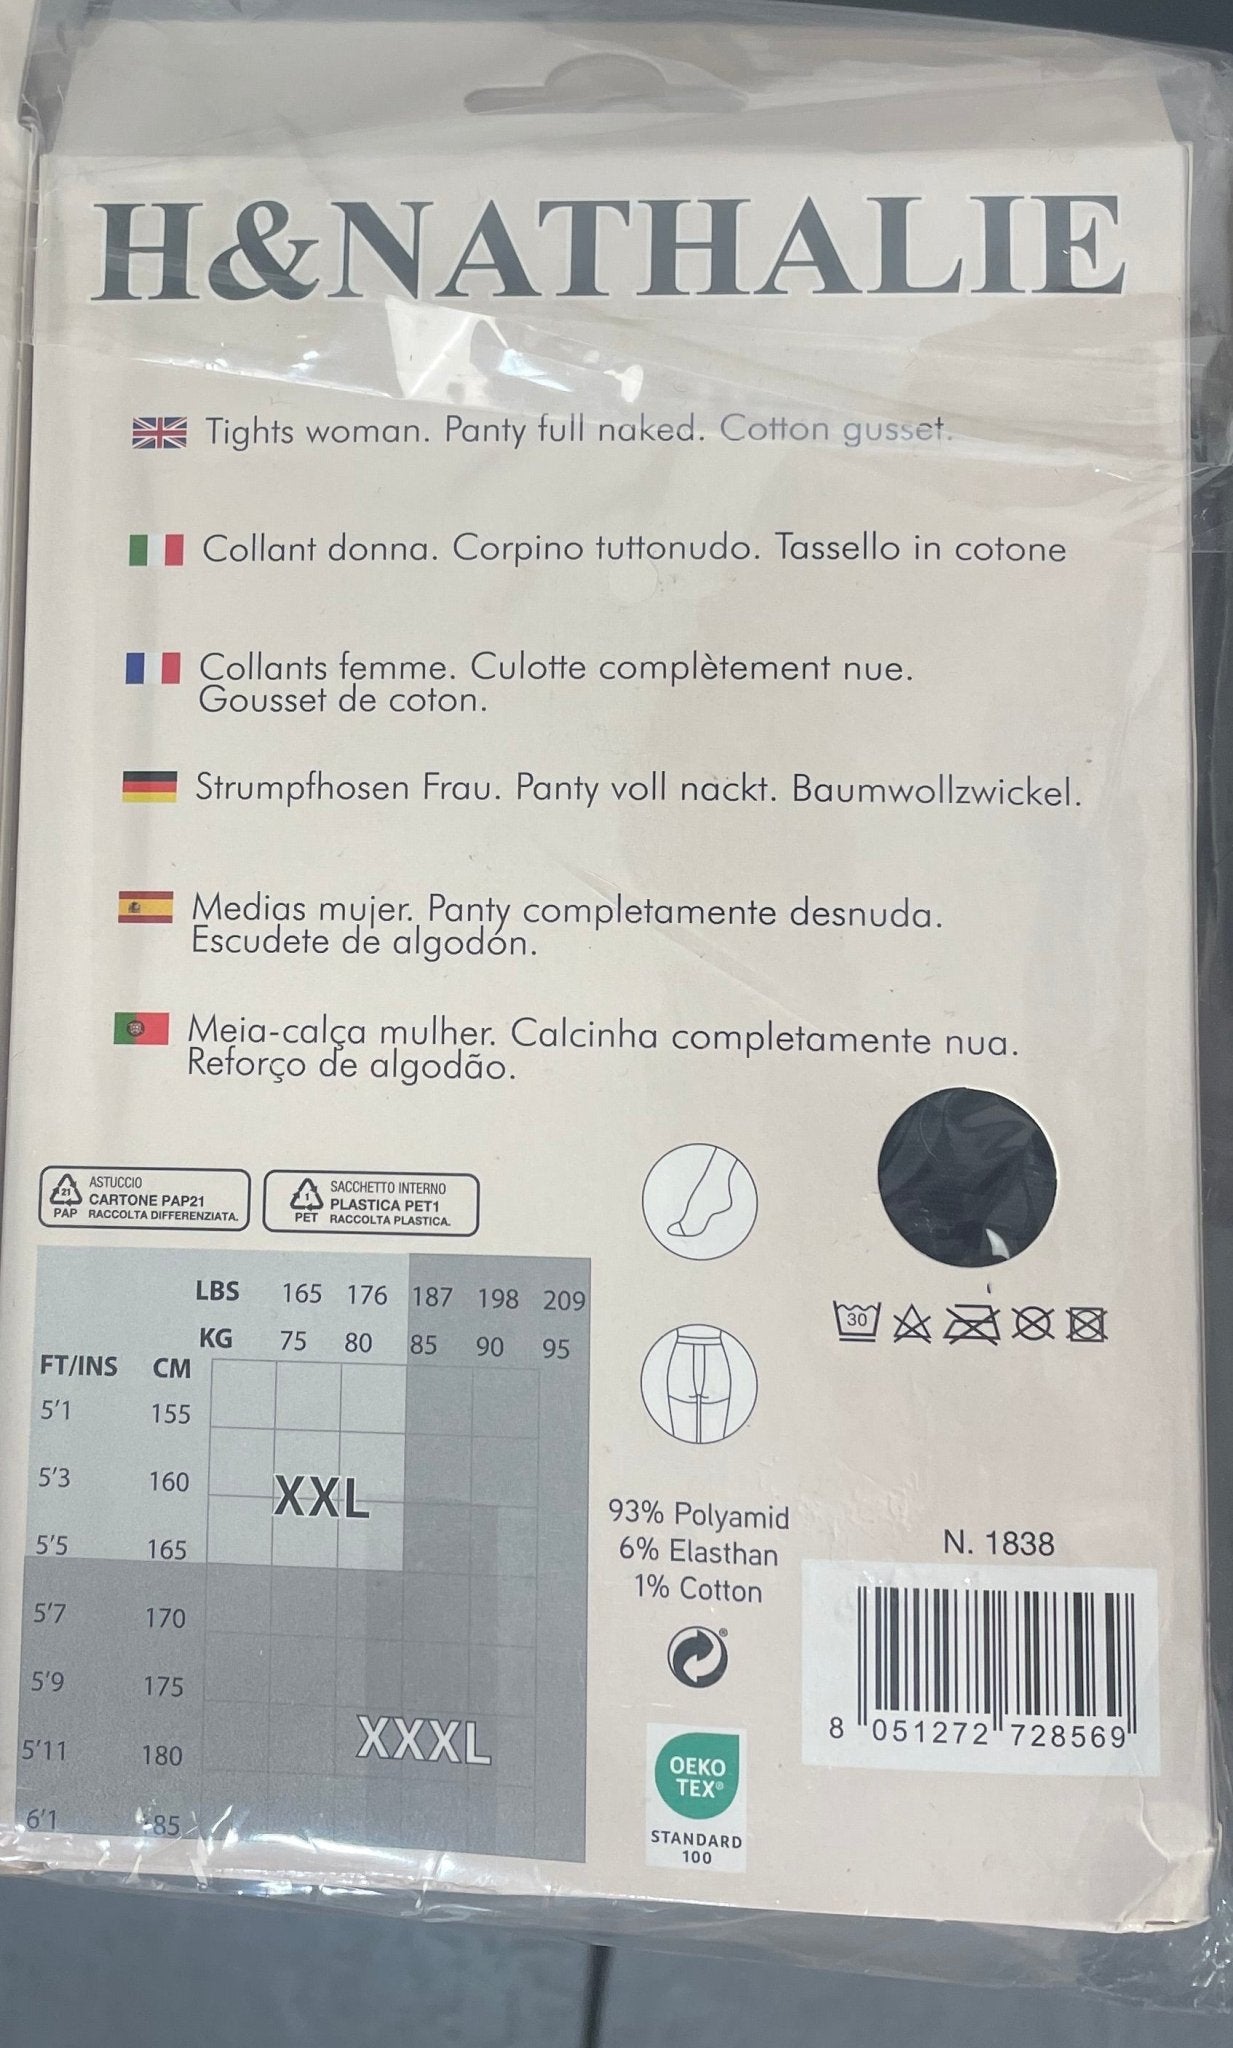 H&NATHALIE
Tights woman. Panty full naked. Cotton gusset.
Collant donna. Corpino tuttonudo. Tassello in cotone
Collants femme. Culotte complètement nue.
Gousset de coton.
Strumpfhosen Frau. Panty voll nackt. Baumwollzwickel.
Medias mujer. Panty completamente desnuda.
Escudete de algodón.
Meia-calça mulher. Calcinha completamente nua.
Reforço de algodão.
21
PAP
ASTUCCIO
CARTONE PAP21
RACCOLTA DIFFERENZIATA.
1
PET
SACCHETTO INTERNO
PLASTICA PET1
RACCOLTA PLASTICA.
LBS 165 176 187 198 209
KG 75 80 85 90 95
FT/INS CM
5'1 155
5'3 160
XXL
5'5 165
5'7 170
5'9 175
XXXL
5'11 180
6'1 185
30
93% Polyamid
6% Elasthan
1% Cotton
®
OEKO
TEX®
STANDARD
100
N. 1838
8 051272 728569